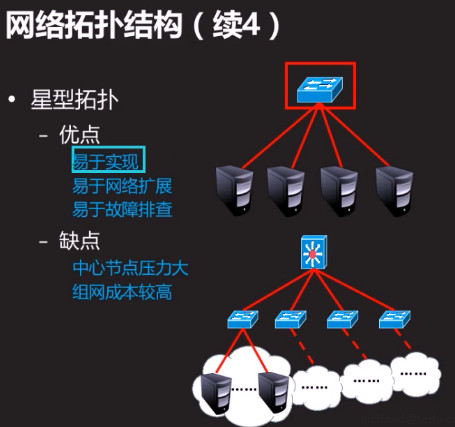 网络拓扑结构（续4）
• 星型拓扑
– 优点
易于实现
易于网络扩展
易于故障排查
– 缺点
中心节点压力大
组网成本较高
……
……
……
……